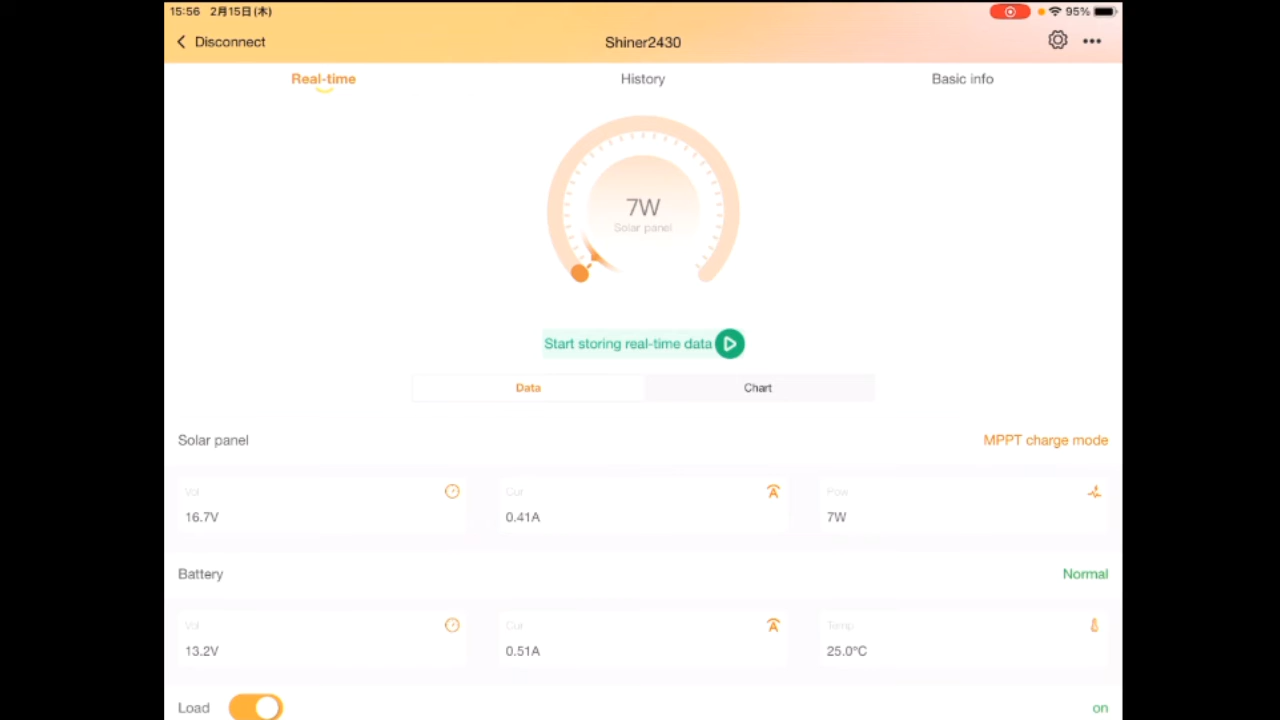 15:56 2月15日(木) 95%
Disconnect Shiner2430
Real-time History Basic info
7W
Solar panel
Start storing real-time data
Data Chart
Solar panel MPPT charge mode
Vol Cur Pow
16.7V 0.41A 7W
Battery Normal
Vol Cur Temp
13.2V 0.51A 25.0°C
Load on